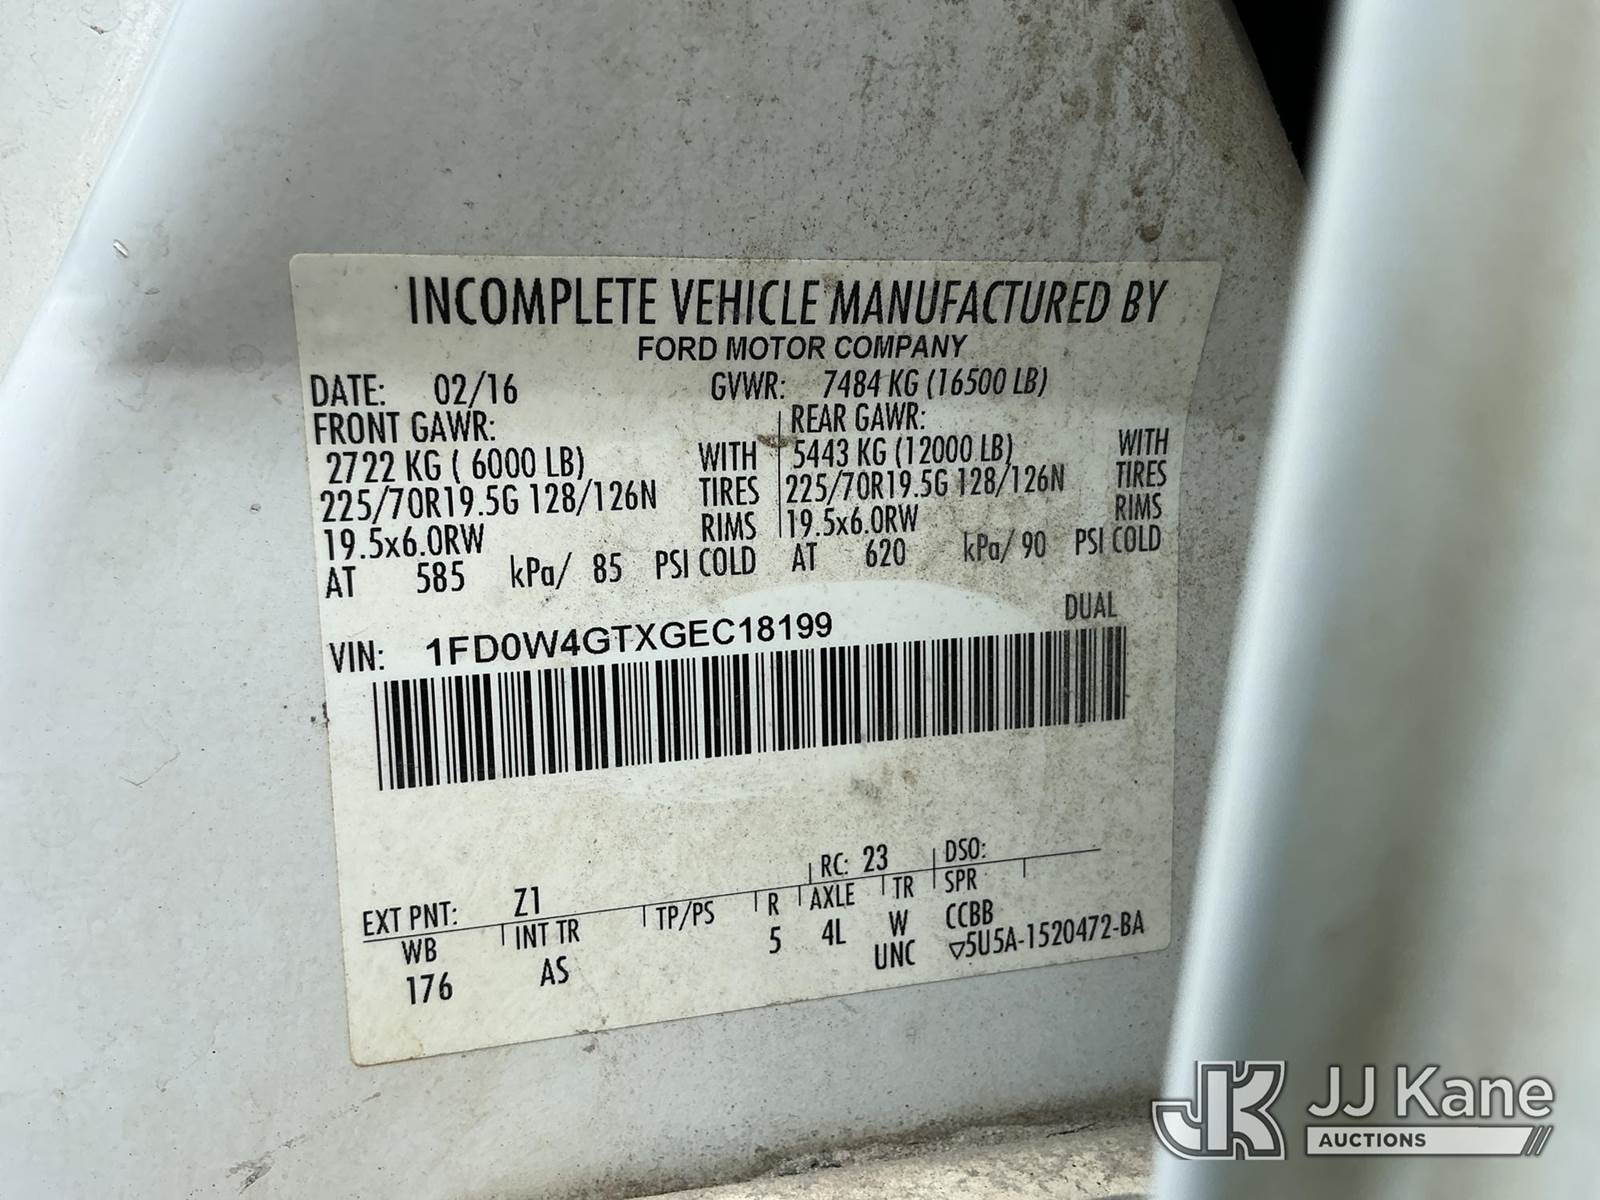 INCOMPLETE VEHICLE MANUFACTURED BY
FORD MOTOR COMPANY
DATE: 02/16 GVWR: 7484 KG (16500 LB)
FRONT GAWR: REAR GAWR:
2722 KG ( 6000 LB) WITH 5443 KG (12000 LB) WITH
225/70R19.5G 128/126N TIRES 225/70R19.5G 128/126N TIRES
19.5x6.0RW RIMS 19.5x6.0RW RIMS
AT 585 kPa/ 85 PSI COLD AT 620 kPa/ 90 PSI COLD
DUAL
VIN: 1FD0W4GTXGEC18199
EXT PNT: Z1 RC: 23 DSO:
WB INT TR TP/PS R AXLE TR SPR
176 AS 5 4L W CCBB
UNC ▽5U5A-1520472-BA
JK JJ Kane
AUCTIONS